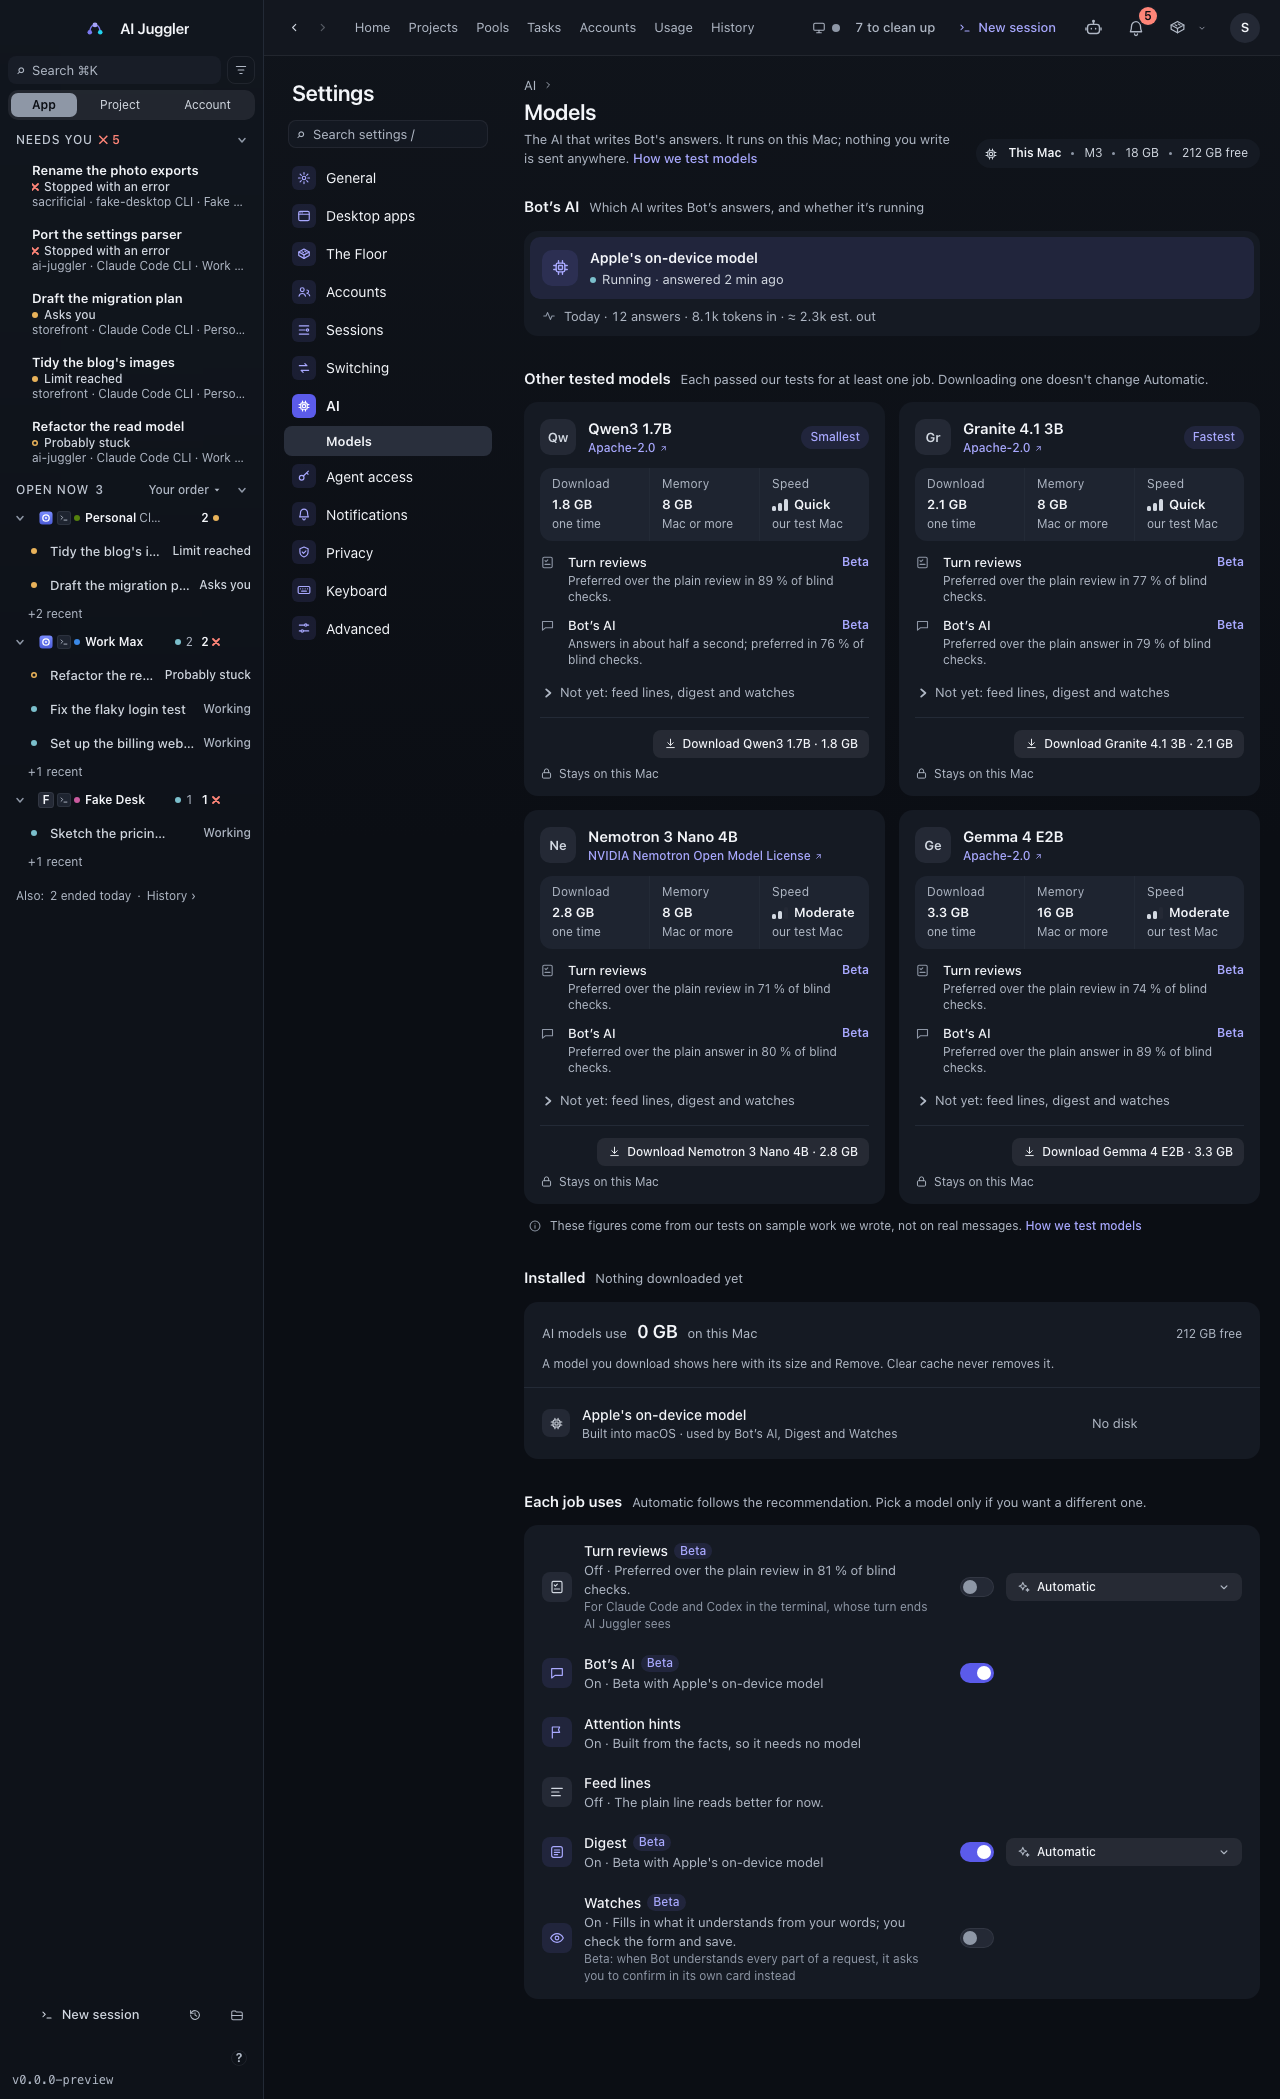 AI Juggler
Search ⌘K
App Project Account
NEEDS YOU 5
Rename the photo exports
Stopped with an error
sacrificial · fake-desktop CLI · Fake ...
Port the settings parser
Stopped with an error
ai-juggler · Claude Code CLI · Work ...
Draft the migration plan
Asks you
storefront · Claude Code CLI · Perso...
Tidy the blog's images
Limit reached
storefront · Claude Code CLI · Perso...
Refactor the read model
Probably stuck
ai-juggler · Claude Code CLI · Work ...
OPEN NOW 3 Your order
Personal Cl... 2
Tidy the blog's i... Limit reached
Draft the migration p... Asks you
+2 recent
Work Max 2 2
Refactor the re... Probably stuck
Fix the flaky login test Working
Set up the billing web... Working
+1 recent
F Fake Desk 1 1
Sketch the pricin... Working
+1 recent
Also: 2 ended today · History ›
New session
?
v0.0.0-preview
Home Projects Pools Tasks Accounts Usage History
7 to clean up
New session
5
S
Settings
Search settings /
General
Desktop apps
The Floor
Accounts
Sessions
Switching
AI
Models
Agent access
Notifications
Privacy
Keyboard
Advanced
AI ›
Models
The AI that writes Bot's answers. It runs on this Mac; nothing you write
is sent anywhere. How we test models
This Mac • M3 • 18 GB • 212 GB free
Bot's AI Which AI writes Bot's answers, and whether it's running
Apple's on-device model
Running · answered 2 min ago
Today · 12 answers · 8.1k tokens in · ≈ 2.3k est. out
Other tested models Each passed our tests for at least one job. Downloading one doesn't change Automatic.
Qw
Qwen3 1.7B
Apache-2.0 ↗
Smallest
Download Memory Speed
1.8 GB 8 GB Quick
one time Mac or more our test Mac
Turn reviews Beta
Preferred over the plain review in 89 % of blind
checks.
Bot's AI Beta
Answers in about half a second; preferred in 76 % of
blind checks.
Not yet: feed lines, digest and watches
Download Qwen3 1.7B · 1.8 GB
Stays on this Mac
Gr
Granite 4.1 3B
Apache-2.0 ↗
Fastest
Download Memory Speed
2.1 GB 8 GB Quick
one time Mac or more our test Mac
Turn reviews Beta
Preferred over the plain review in 77 % of blind
checks.
Bot's AI Beta
Preferred over the plain answer in 79 % of blind
checks.
Not yet: feed lines, digest and watches
Download Granite 4.1 3B · 2.1 GB
Stays on this Mac
Ne
Nemotron 3 Nano 4B
NVIDIA Nemotron Open Model License ↗
Download Memory Speed
2.8 GB 8 GB Moderate
one time Mac or more our test Mac
Turn reviews Beta
Preferred over the plain review in 71 % of blind
checks.
Bot's AI Beta
Preferred over the plain answer in 80 % of blind
checks.
Not yet: feed lines, digest and watches
Download Nemotron 3 Nano 4B · 2.8 GB
Stays on this Mac
Ge
Gemma 4 E2B
Apache-2.0 ↗
Download Memory Speed
3.3 GB 16 GB Moderate
one time Mac or more our test Mac
Turn reviews Beta
Preferred over the plain review in 74 % of blind
checks.
Bot's AI Beta
Preferred over the plain answer in 89 % of blind
checks.
Not yet: feed lines, digest and watches
Download Gemma 4 E2B · 3.3 GB
Stays on this Mac
These figures come from our tests on sample work we wrote, not on real messages. How we test models
Installed Nothing downloaded yet
AI models use 0 GB on this Mac 212 GB free
A model you download shows here with its size and Remove. Clear cache never removes it.
Apple's on-device model
Built into macOS · used by Bot's AI, Digest and Watches
No disk
Each job uses Automatic follows the recommendation. Pick a model only if you want a different one.
Turn reviews Beta
Off · Preferred over the plain review in 81 % of blind
checks.
For Claude Code and Codex in the terminal, whose turn ends
AI Juggler sees
Automatic
Bot's AI Beta
On · Beta with Apple's on-device model
Attention hints
On · Built from the facts, so it needs no model
Feed lines
Off · The plain line reads better for now.
Digest Beta
On · Beta with Apple's on-device model
Automatic
Watches Beta
On · Fills in what it understands from your words; you
check the form and save.
Beta: when Bot understands every part of a request, it asks
you to confirm in its own card instead